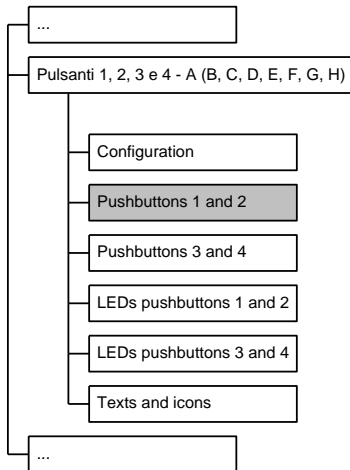 ...
Pulsanti 1, 2, 3 e 4 - A (B, C, D, E, F, G, H)
Configuration
Pushbuttons 1 and 2
Pushbuttons 3 and 4
LEDs pushbuttons 1 and 2
LEDs pushbuttons 3 and 4
Texts and icons
...